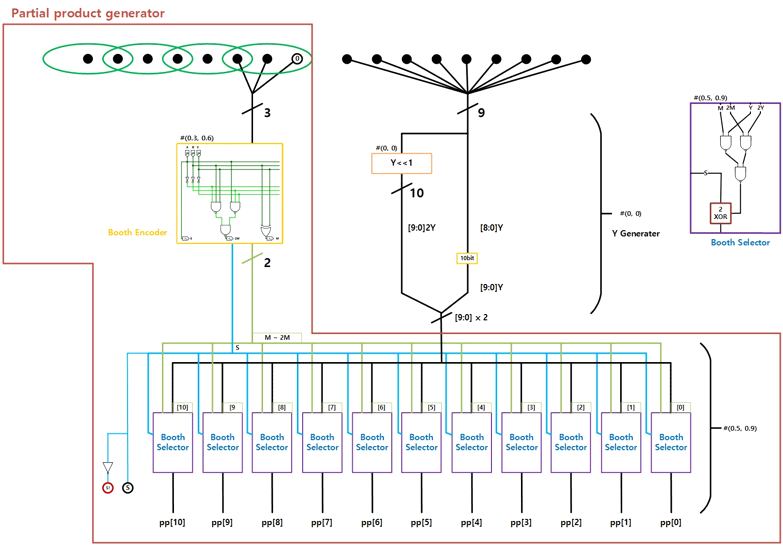 Partial product generator
0
3
9
#(0.3, 0.6)
Booth Encoder
2
#(0, 0)
Y<<1
10
[9:0]2Y
[8:0]Y
10bit
[9:0]Y
[9:0] × 2
#(0, 0)
Y Generater
#(0.5, 0.9)
M 2M Y 2Y
S
2
XOR
Booth Selector
M ~ 2M
S
[10]
[9
[8]
[7]
[6]
[5]
[4]
[3]
[2]
[1]
[0]
Booth
Selector
Booth
Selector
Booth
Selector
Booth
Selector
Booth
Selector
Booth
Selector
Booth
Selector
Booth
Selector
Booth
Selector
Booth
Selector
Booth
Selector
#(0.5, 0.9)
S
pp[10]
pp[9]
pp[8]
pp[7]
pp[6]
pp[5]
pp[4]
pp[3]
pp[2]
pp[1]
pp[0]